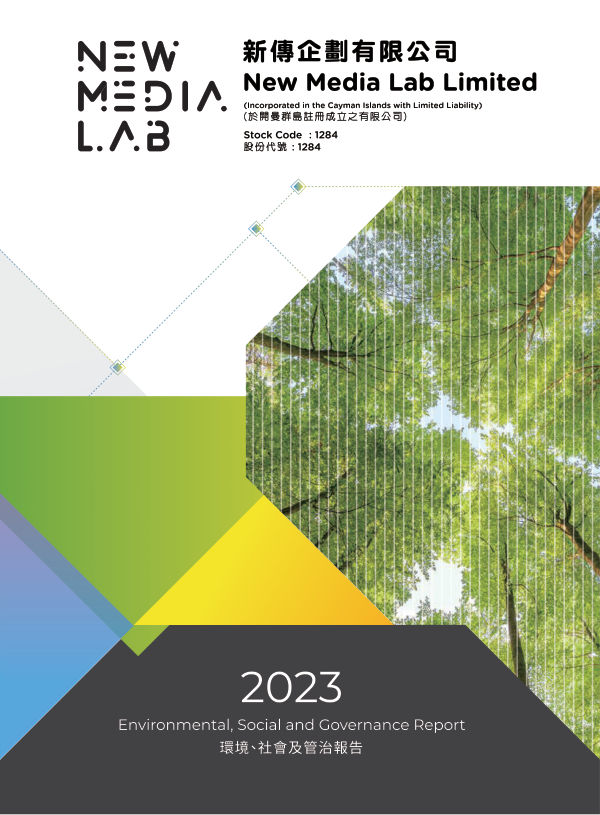 NEW
MEDIA
LAB
新傳企劃有限公司
New Media Lab Limited
(Incorporated in the Cayman Islands with Limited Liability)
(於開曼群島註冊成立之有限公司)
Stock Code : 1284
股份代號 : 1284
2023
Environmental, Social and Governance Report
環境、社會及管治報告